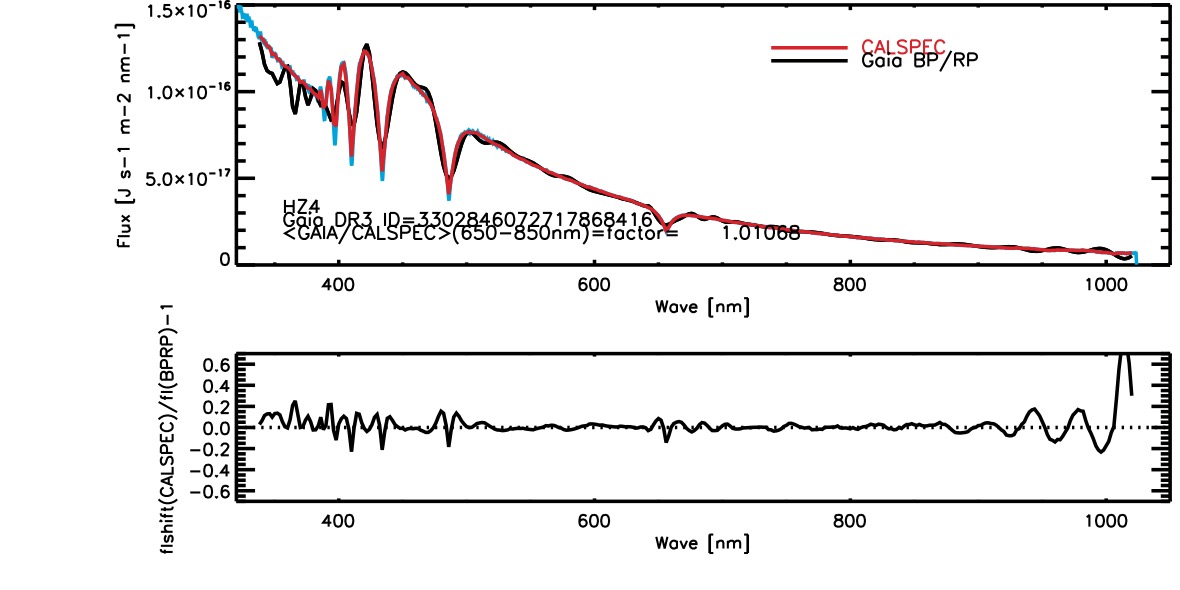 1.5×10−16
1.0×10−16
5.0×10−17
0
Flux [J s−1 m−2 nm−1]
CALSPEC
Gaia BP/RP
HZ4
Gaia DR3 ID=3302846072717868416
<GAIA/CALSPEC>(650−850nm)=factor= 1.01068
400 600 800 1000
Wave [nm]
flshift(CALSPEC)/fl(BPRP)−1
0.6
0.4
0.2
0.0
−0.2
−0.4
−0.6
400 600 800 1000
Wave [nm]